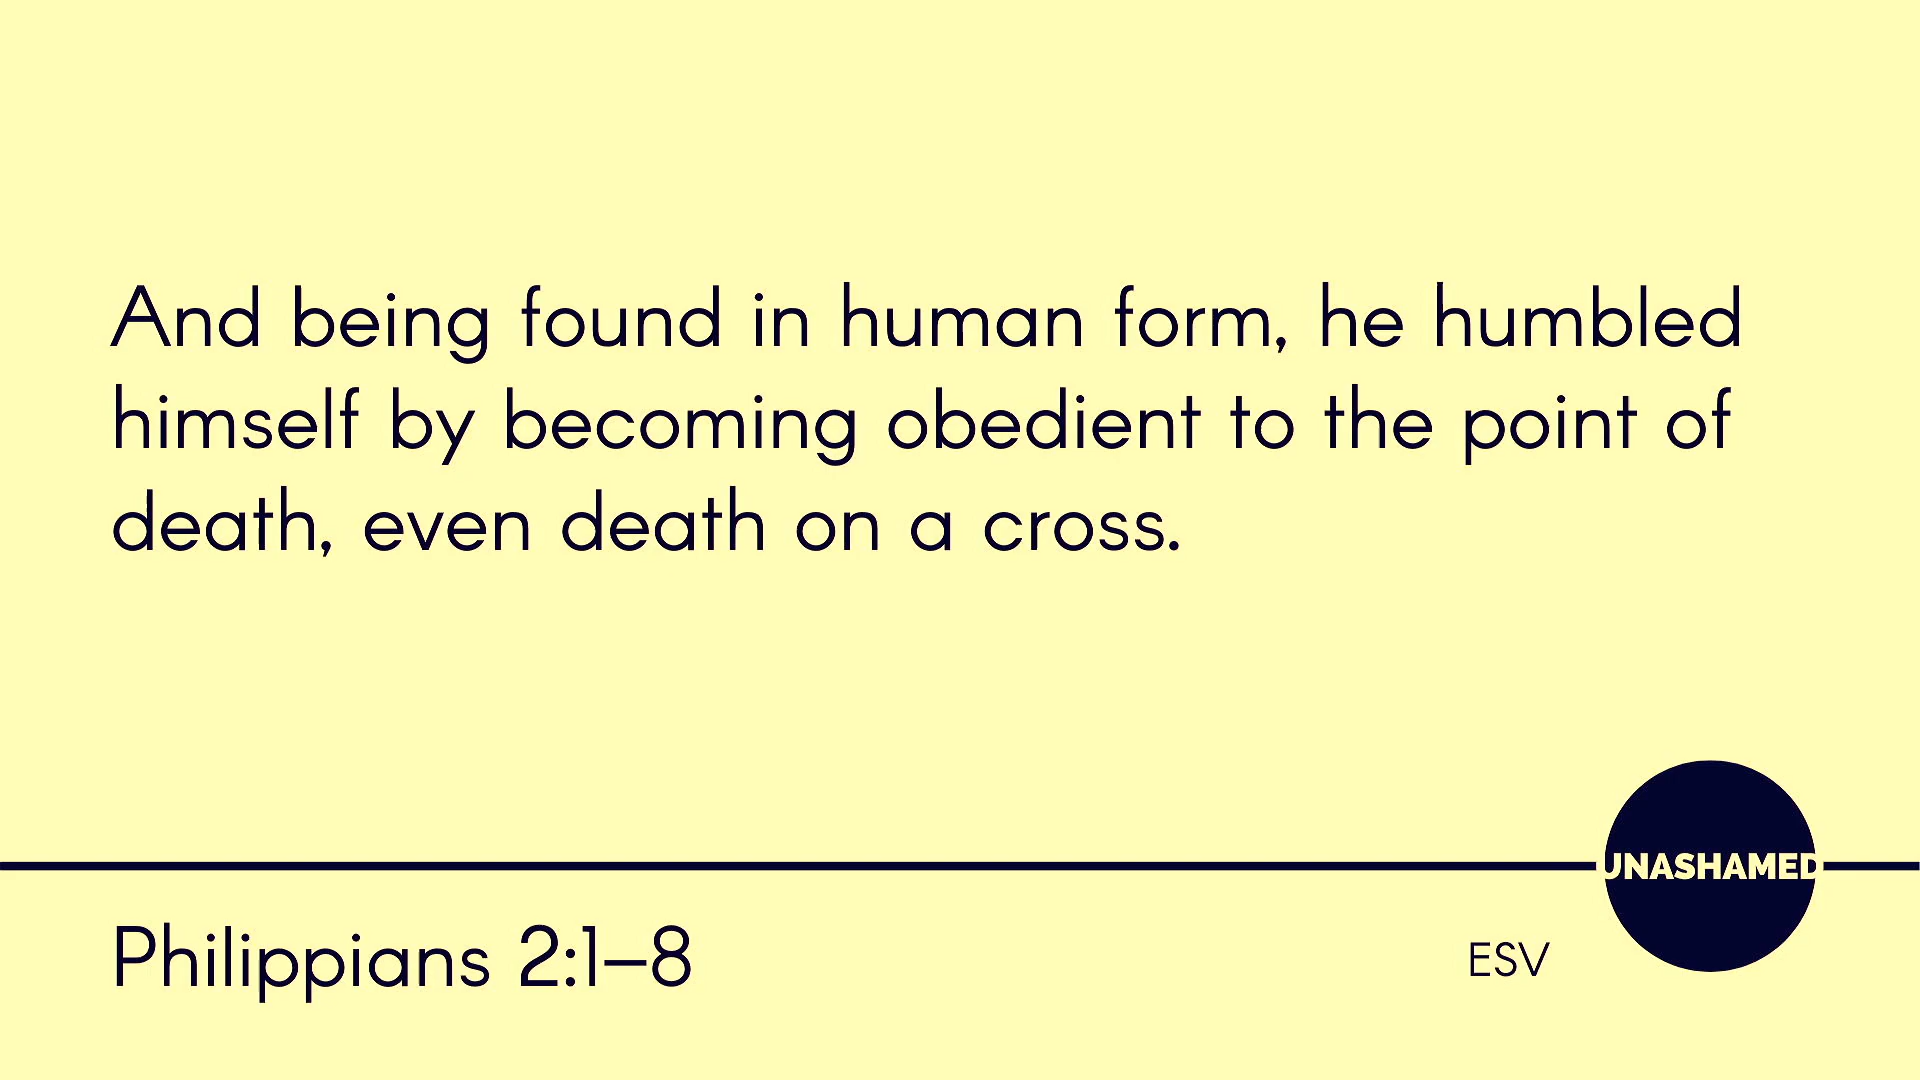 And being found in human form, he humbled
himself by becoming obedient to the point of
death, even death on a cross.
UNASHAMED
Philippians 2:1–8
ESV